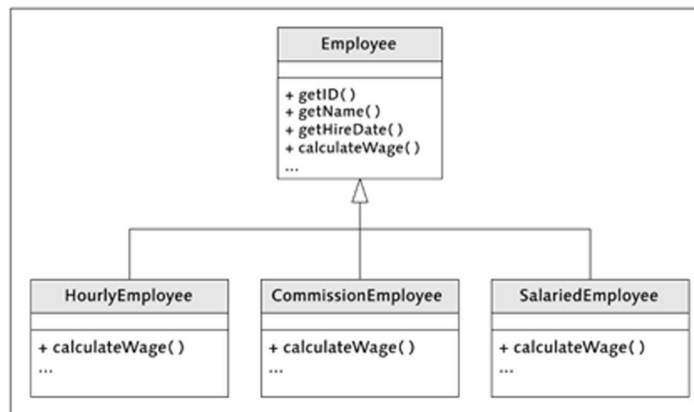 Employee
+ getID( )
+ getName( )
+ getHireDate( )
+ calculateWage( )
...
HourlyEmployee
+ calculateWage( )
...
CommissionEmployee
+ calculateWage( )
...
SalariedEmployee
+ calculateWage( )
...